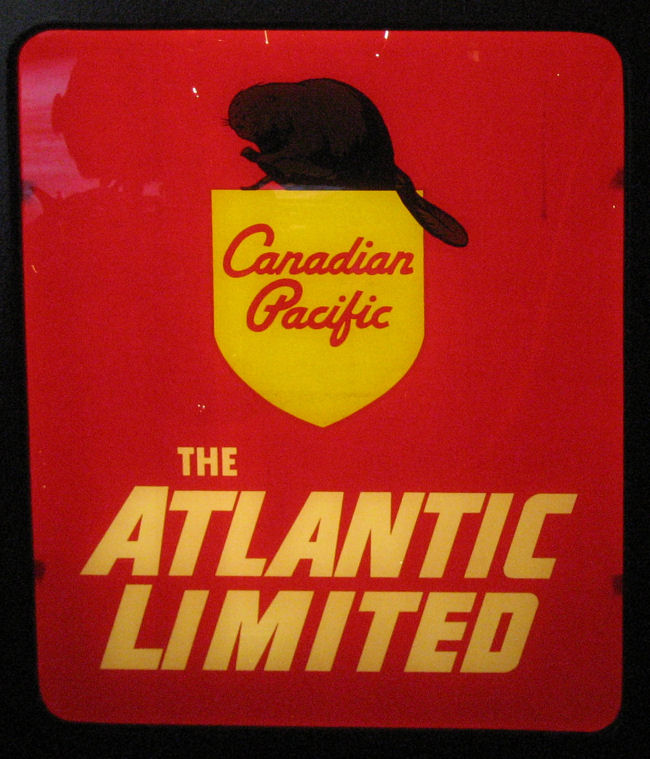 Canadian
Pacific
THE
ATLANTIC
LIMITED